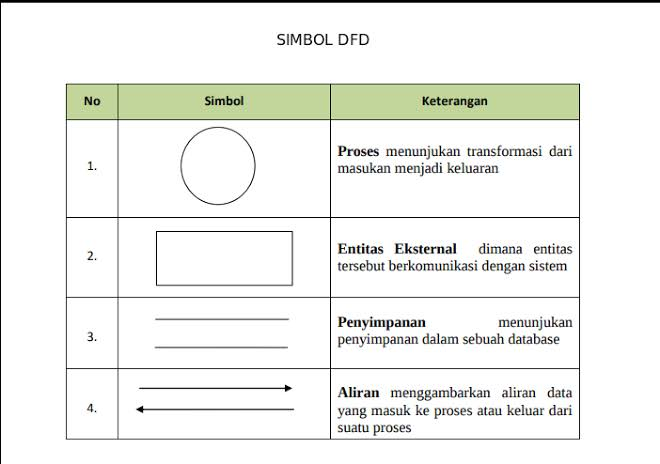 SIMBOL DFD
No Simbol Keterangan
1. Proses menunjukan transformasi dari
masukan menjadi keluaran
2. Entitas Eksternal dimana entitas
tersebut berkomunikasi dengan sistem
3. Penyimpanan menunjukan
penyimpanan dalam sebuah database
4. Aliran menggambarkan aliran data
yang masuk ke proses atau keluar dari
suatu proses